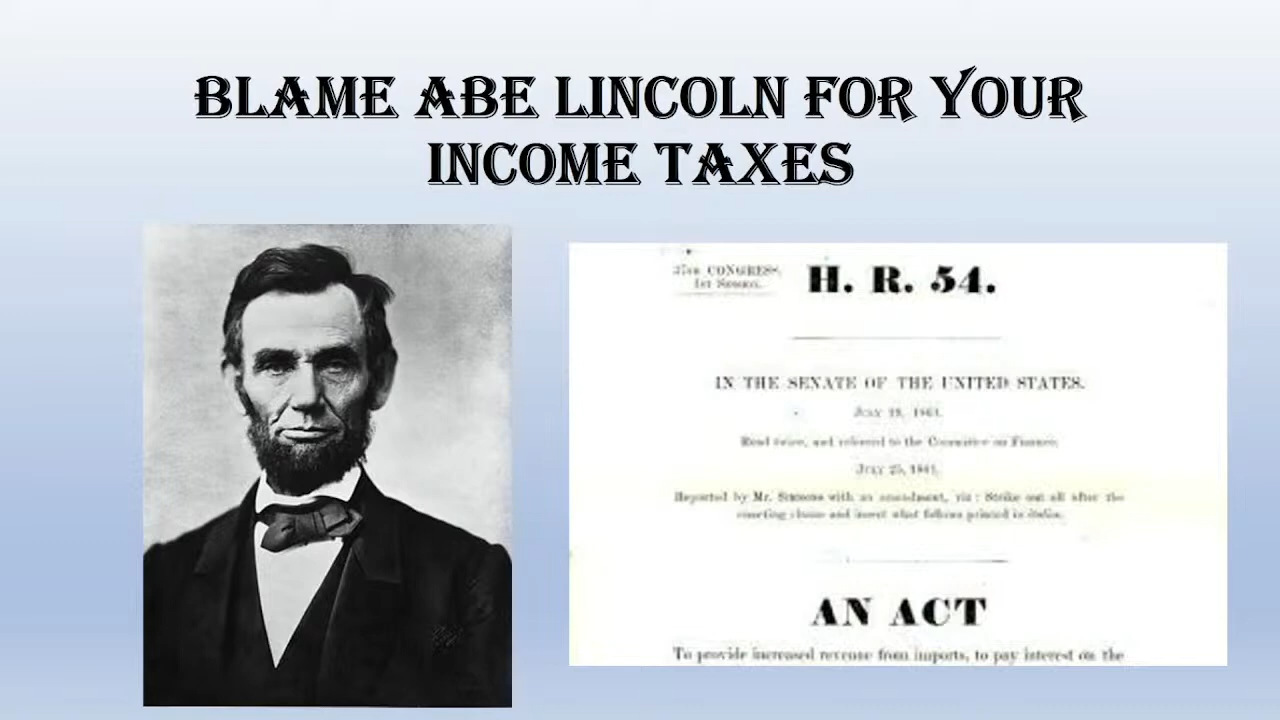 BLAME ABE LINCOLN FOR YOUR
INCOME TAXES
37TH CONGRESS,
1ST SESSION.
H. R. 54.
IN THE SENATE OF THE UNITED STATES.
JULY 1861.
Read twice, and referred to the Committee on Finance.
JULY 25, 1861.
Reported by Mr. Simmons with an amendment, viz: Strike out all after the
enacting clause and insert what follows printed in italics.
AN ACT
To provide increased revenue from imports, to pay interest on the